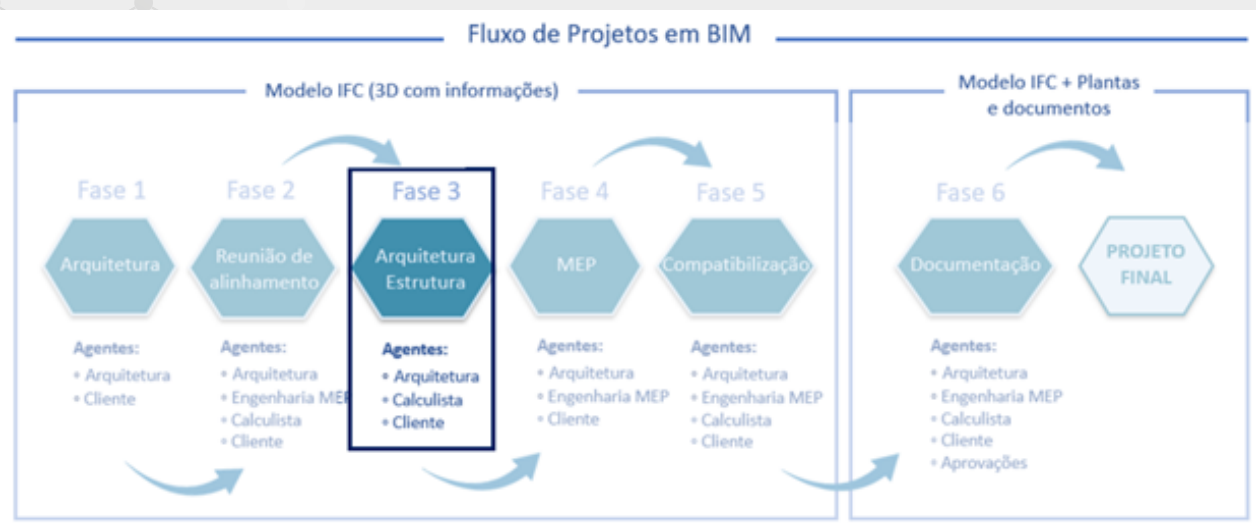 Fluxo de Projetos em BIM
Modelo IFC (3D com informações)
Modelo IFC + Plantas
e documentos
Fase 1
Arquitetura
Agentes:
• Arquitetura
• Cliente
Fase 2
Reunião de
alinhamento
Agentes:
• Arquitetura
• Engenharia MEP
• Calculista
• Cliente
Fase 3
Arquitetura
Estrutura
Agentes:
• Arquitetura
• Calculista
• Cliente
Fase 4
MEP
Agentes:
• Arquitetura
• Engenharia MEP
• Cliente
Fase 5
Compatibilização
Agentes:
• Arquitetura
• Engenharia MEP
• Calculista
• Cliente
Fase 6
Documentação
Agentes:
• Arquitetura
• Engenharia MEP
• Calculista
• Cliente
• Aprovações
PROJETO
FINAL